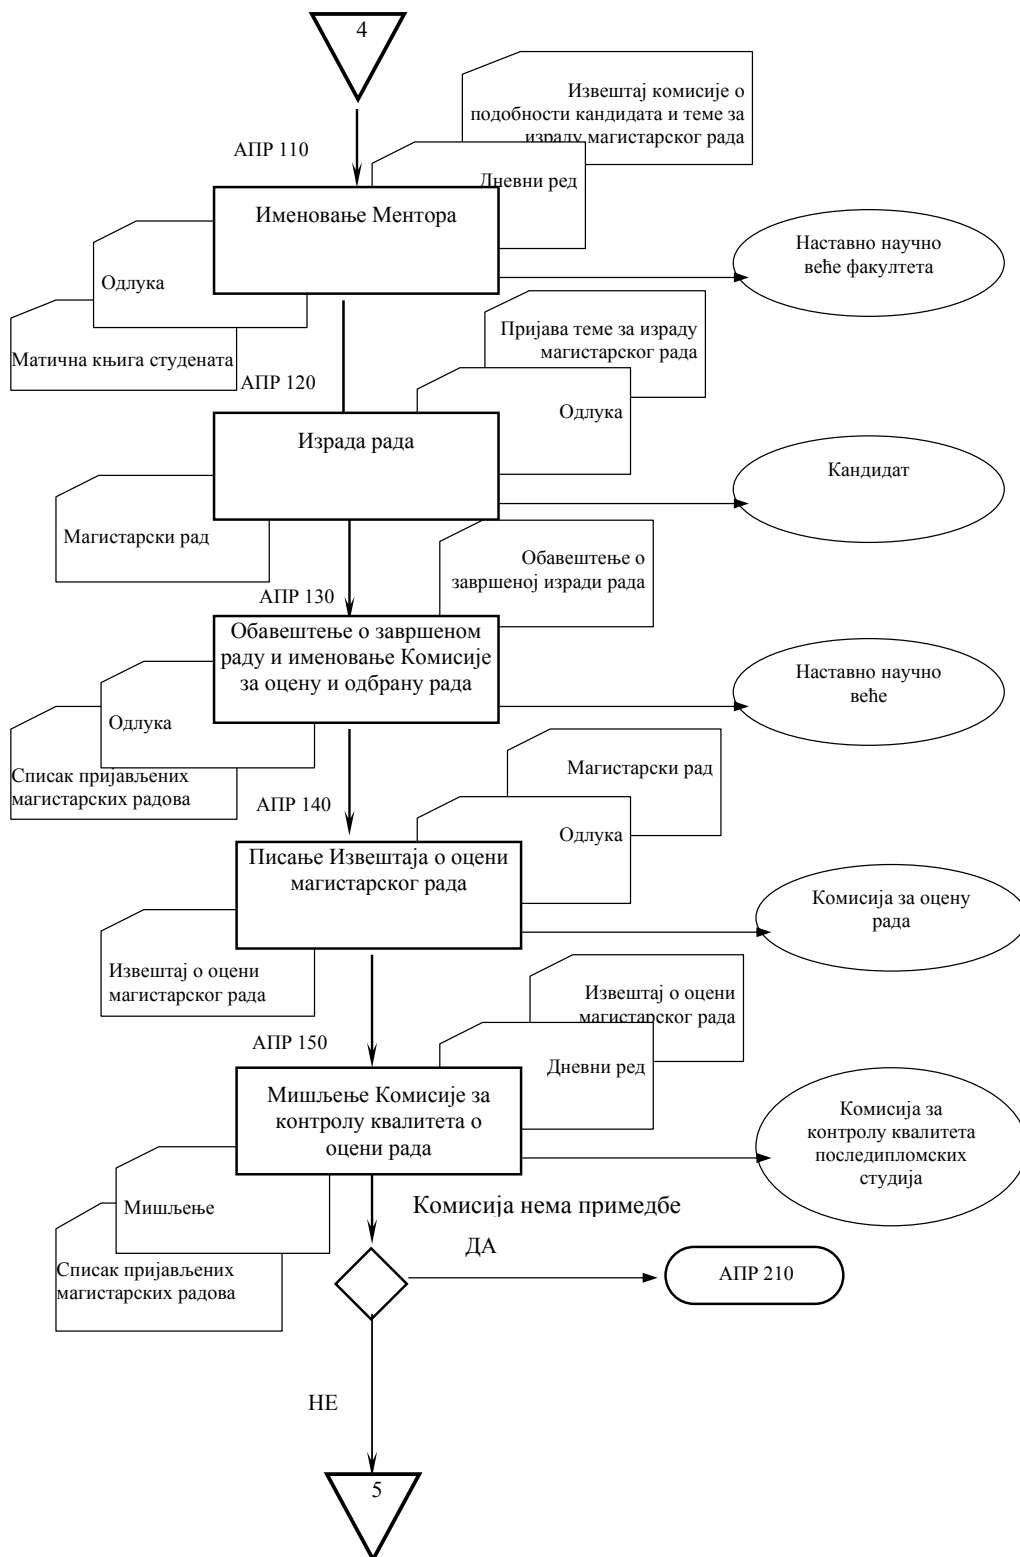 4
Извештај комисије о
подобности кандидата и теме за
израду магистарског рада
АПР 110
Дневни ред
Именовање Ментора
Наставно научно
веће факултета
Одлука
Матична књига студената
Пријава теме за израду
магистарског рада
АПР 120
Одлука
Израда рада
Кандидат
Магистарски рад
Обавештење о
завршеној изради рада
АПР 130
Обавештење о завршеном
раду и именовање Комисије
за оцену и одбрану рада
Наставно научно
веће
Одлука
Списак пријављених
магистарских радова
Магистарски рад
АПР 140
Одлука
Писање Извештаја о оцени
магистарског рада
Комисија за оцену
рада
Извештај о оцени
магистарског рада
Извештај о оцени
магистарског рада
АПР 150
Дневни ред
Мишљење Комисије за
контролу квалитета о
оцени рада
Комисија за
контролу квалитета
последипломских
студија
Мишљење
Списак пријављених
магистарских радова
Комисија нема примедбе
ДА
АПР 210
НЕ
5